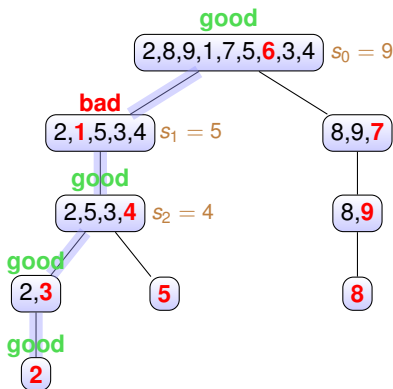 good
2,8,9,1,7,5,6,3,4 s₀ = 9
bad
2,1,5,3,4 s₁ = 5
8,9,7
good
2,5,3,4 s₂ = 4
8,9
good
2,3
5
8
good
2